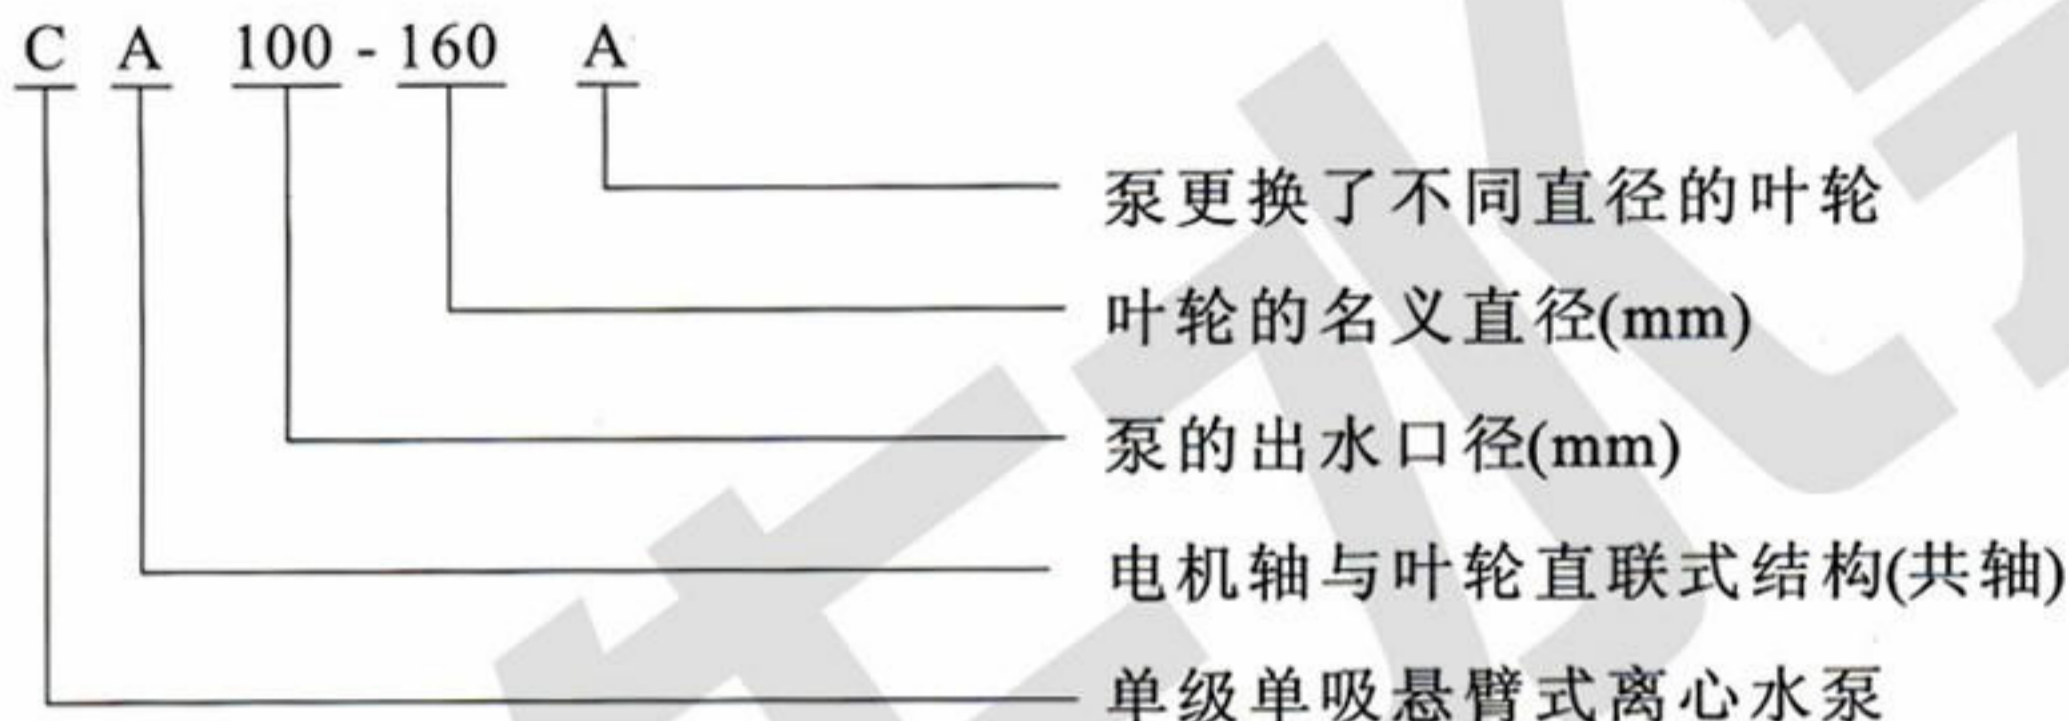 C A 100 - 160 A
泵更换了不同直径的叶轮
叶轮的名义直径(mm)
泵的出水口径(mm)
电机轴与叶轮直联式结构(共轴)
单级单吸悬臂式离心水泵